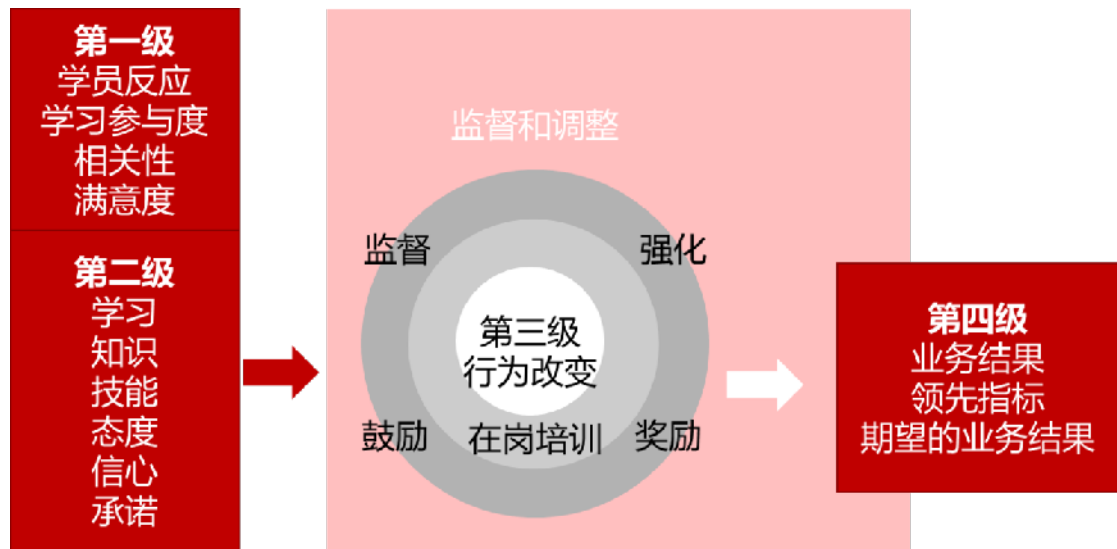 第一级
学员反应
学习参与度
相关性
满意度
第二级
学习
知识
技能
态度
信心
承诺
监督和调整
监督
强化
第三级
行为改变
鼓励
在岗培训
奖励
第四级
业务结果
领先指标
期望的业务结果